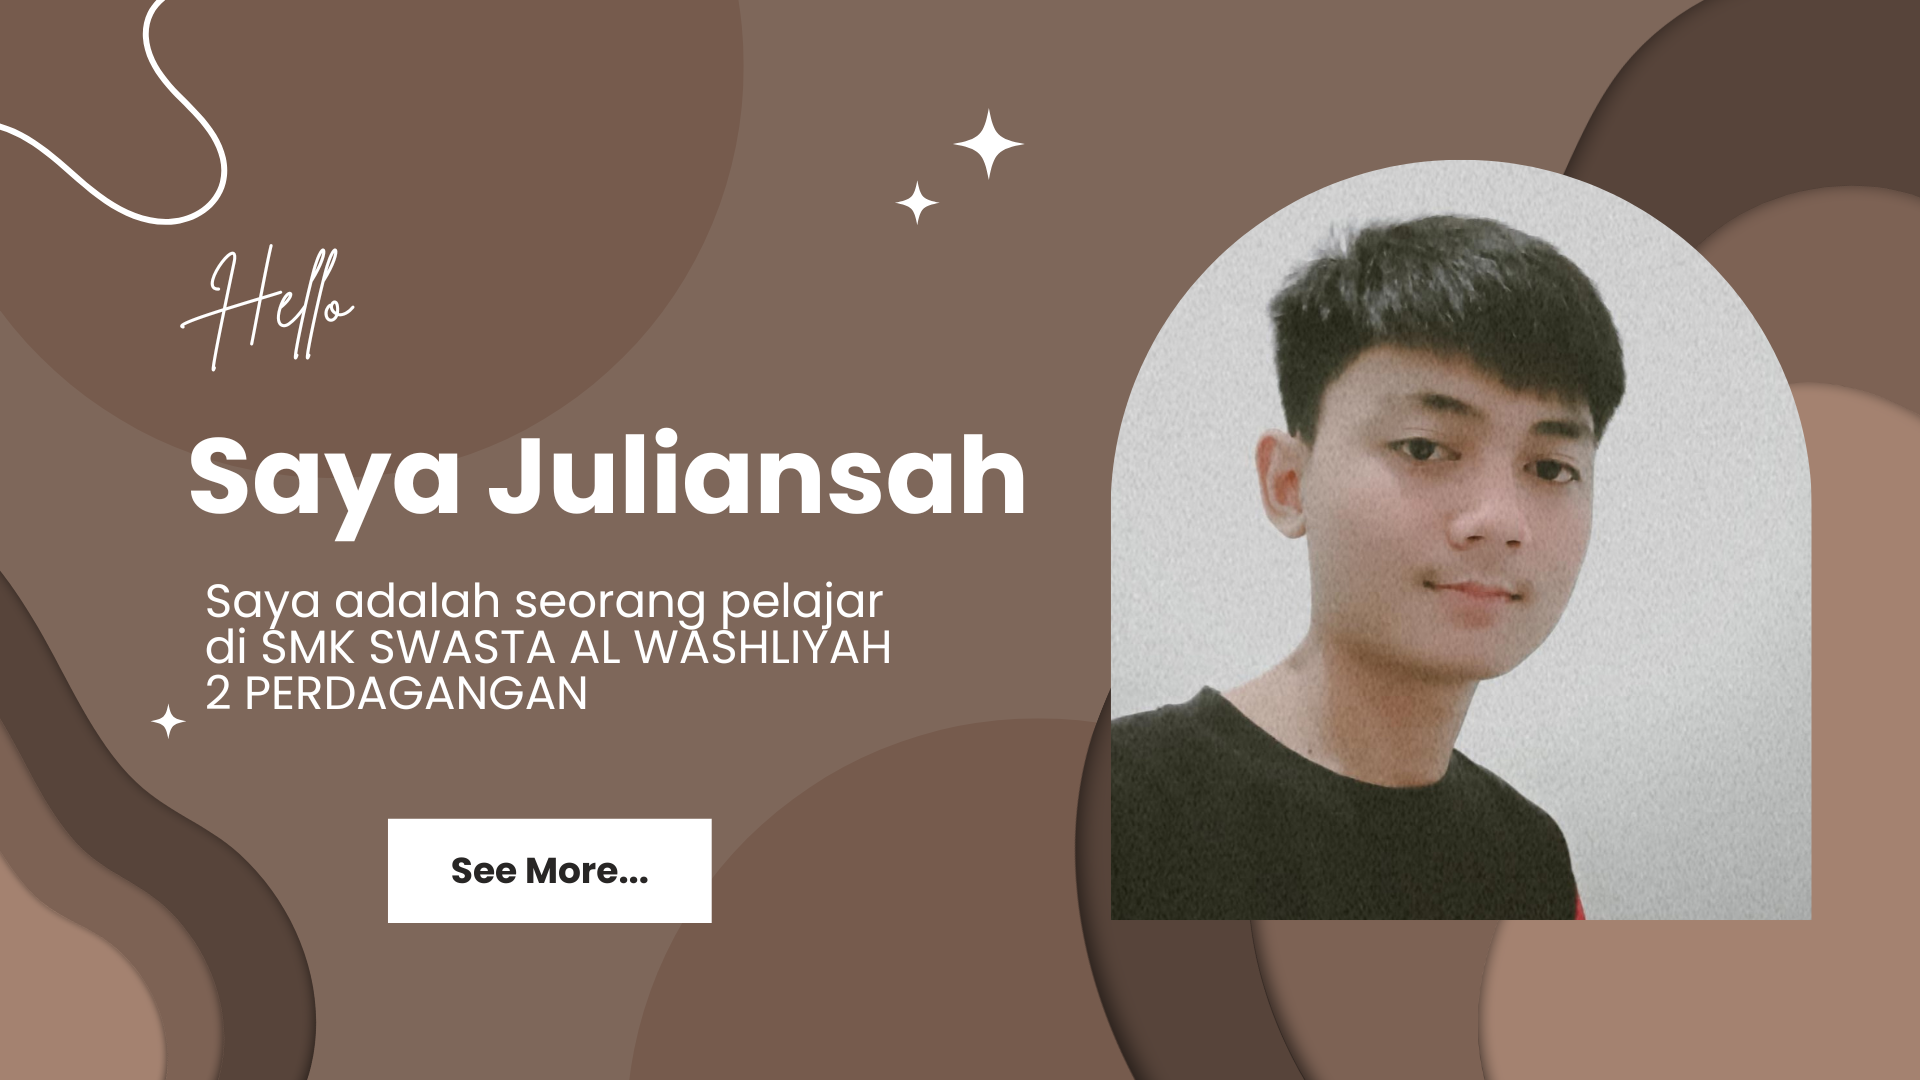 Hello
Saya Juliansah
Saya adalah seorang pelajar
di SMK SWASTA AL WASHLIYAH
2 PERDAGANGAN
See More...